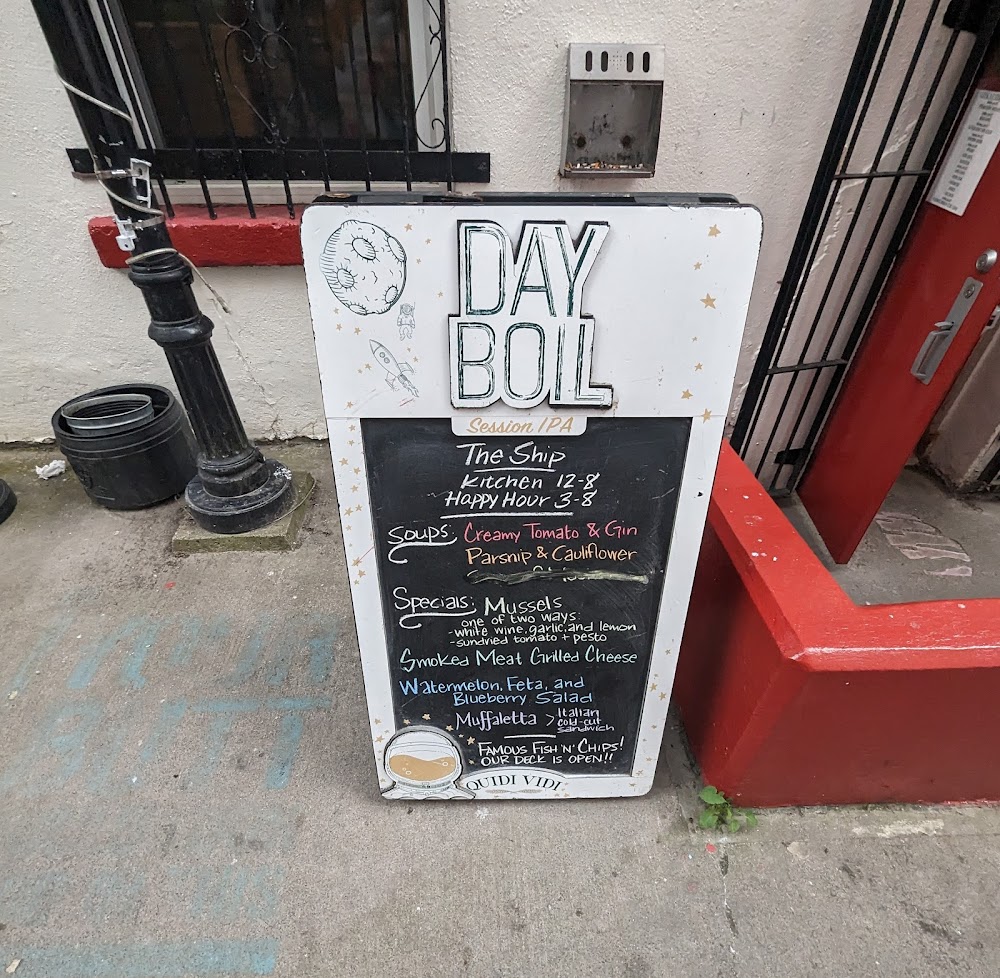 DAY
BOIL
Session IPA
The Ship
Kitchen 12-8
Happy Hour 3-8
Soups: Creamy Tomato & Gin
Parsnip & Cauliflower
Specials: Mussels
one of two ways:
-white wine, garlic, and lemon
-sundried tomato + pesto
Smoked Meat Grilled Cheese
Watermelon, Feta, and
Blueberry Salad
Muffaletta > Italian
cold-cut
sandwich
Famous Fish 'N' Chips!
Our deck is open!!
QUIDI VIDI